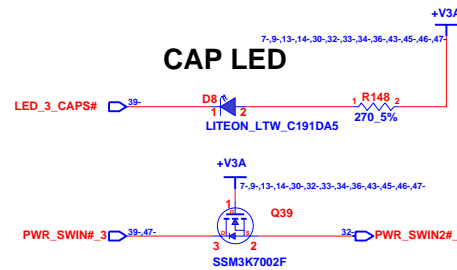 +V3A
7-,9-,13-,14-,30-,32-,33-,34-,36-,43-,45-,46-,47-
CAP LED
LED_3_CAPS# 39- D8 1 2 1 R148 2
LITEON_LTW_C191DA5 270_5%
+V3A
7-,9-,13-,14-,30-,32-,33-,34-,36-,43-,45-,46-,47-
1
G
Q39
PWR_SWIN#_3 39-,47- D S 32- PWR_SWIN2#_
3 2
SSM3K7002F